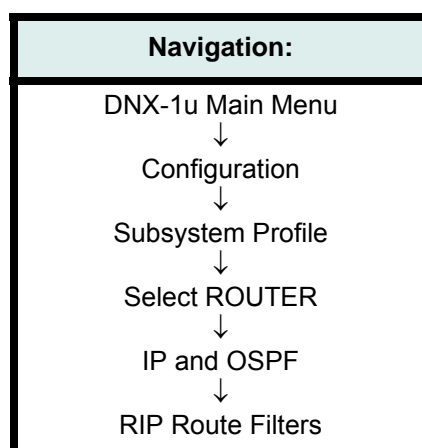 Navigation:
DNX-1u Main Menu
↓
Configuration
↓
Subsystem Profile
↓
Select ROUTER
↓
IP and OSPF
↓
RIP Route Filters